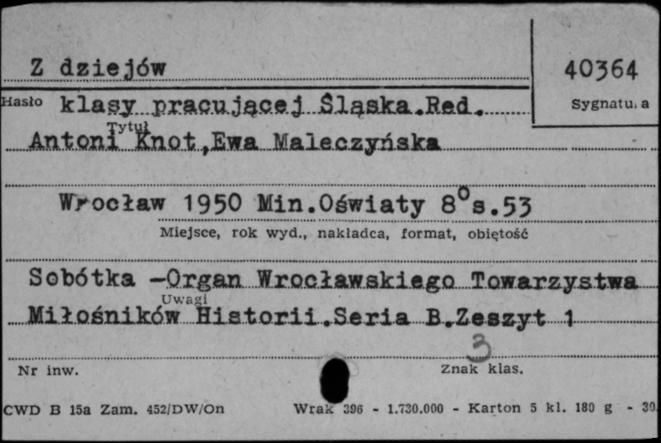 Z dziejów
40364
Hasło klasy pracującej Śląska.Red.
Sygnatura
Tytuł
Antoni Knot,Ewa Maleczyńska
Wrocław 1950 Min.Oświaty 8°s.53
Miejsce, rok wyd., nakładca, format, objętość
Sobótka -Organ Wrocławskiego Towarzystwa
Uwagi
Miłośników Historii.Seria B.Zeszyt 1
3
Nr inw.
Znak klas.
CWD B 15a Zam. 452/DW/On
Wrak 396 - 1.730.000 - Karton 5 kl. 180 g - 30.